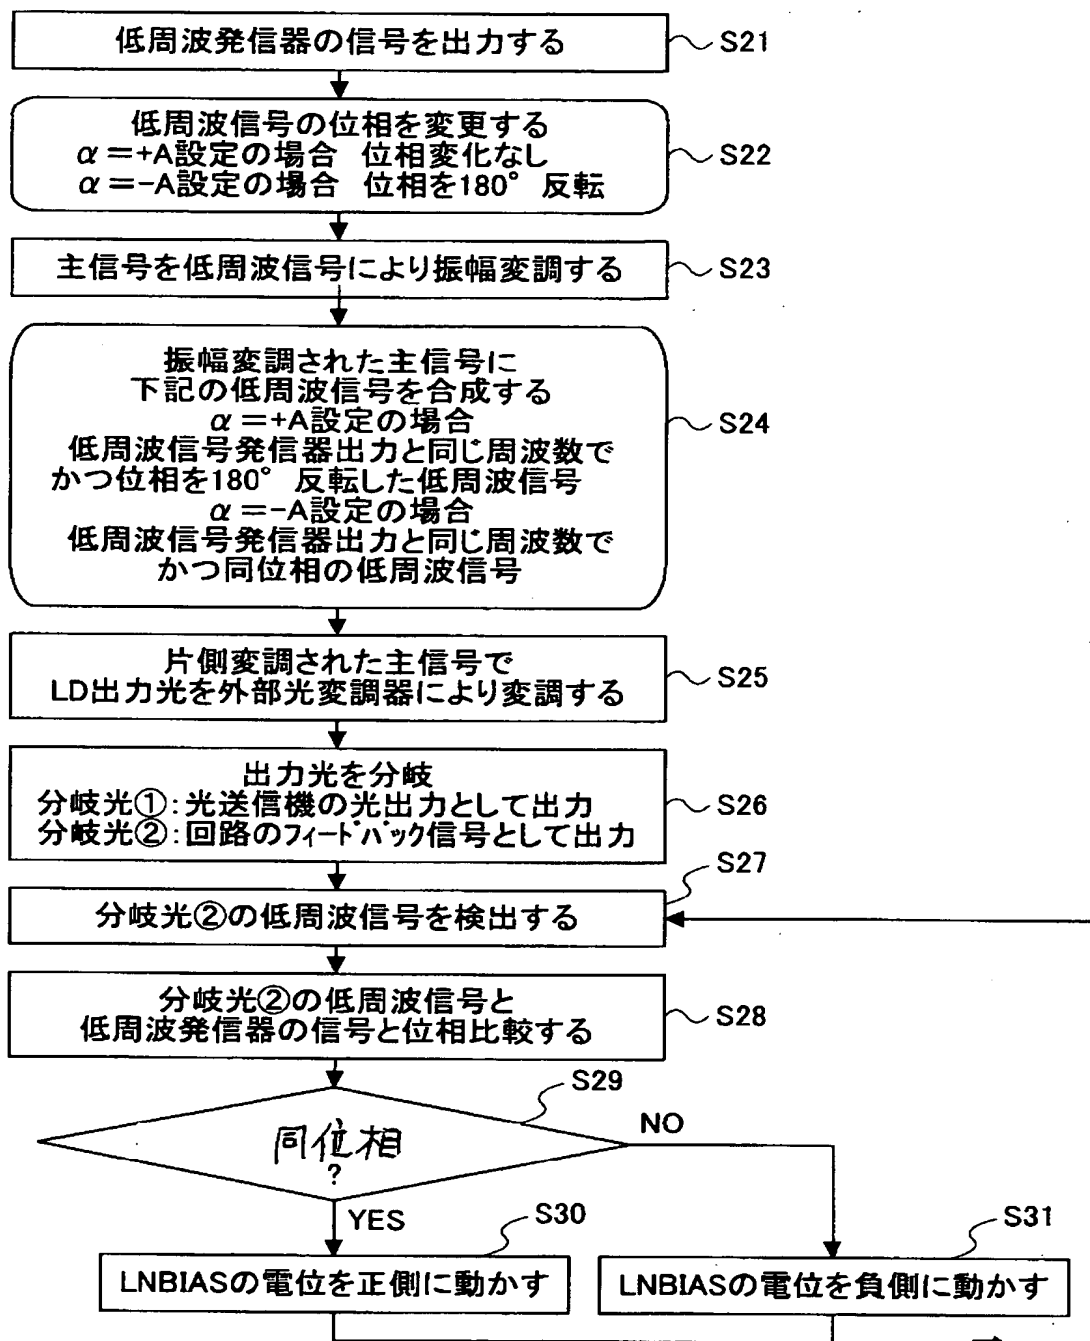 低周波発信器の信号を出力する
S21
低周波信号の位相を変更する
α=+A設定の場合 位相変化なし
α=-A設定の場合 位相を180° 反転
S22
主信号を低周波信号により振幅変調する
S23
振幅変調された主信号に
下記の低周波信号を合成する
α=+A設定の場合
低周波信号発信器出力と同じ周波数で
かつ位相を180° 反転した低周波信号
α=-A設定の場合
低周波信号発信器出力と同じ周波数で
かつ同位相の低周波信号
S24
片側変調された主信号で
LD出力光を外部光変調器により変調する
S25
出力光を分岐
分岐光①:光送信機の光出力として出力
分岐光②:回路のフィードバック信号として出力
S26
S27
分岐光②の低周波信号を検出する
分岐光②の低周波信号と
低周波発信器の信号と位相比較する
S28
S29
同位相
?
NO
YES
S30
S31
LNBIASの電位を正側に動かす
LNBIASの電位を負側に動かす